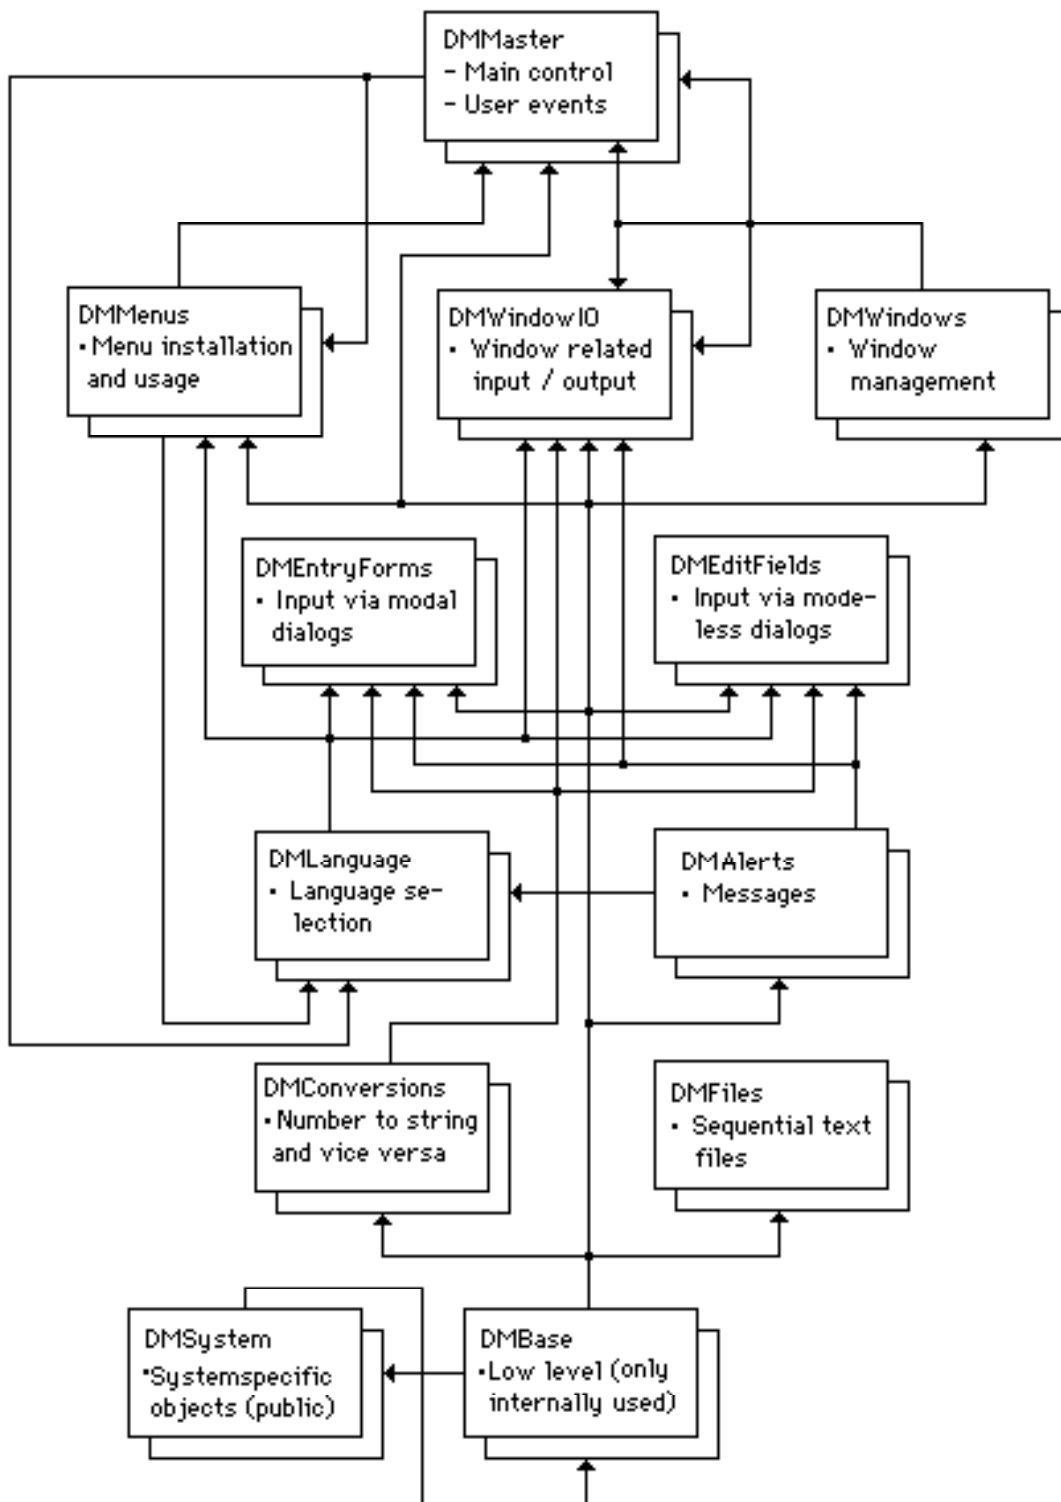 DMMaster
- Main control
- User events
DMMenus
▪ Menu installation
and usage
DMWindowIO
▪ Window related
input / output
DMWindows
▪ Window
management
DMEntryForms
▪ Input via modal
dialogs
DMEditFields
▪ Input via mode-
less dialogs
DMLanguage
▪ Language se-
lection
DMAlerts
▪ Messages
DMConversions
▪ Number to string
and vice versa
DMFiles
▪ Sequential text
files
DMSystem
▪ Systemspecific
objects (public)
DMBase
▪ Low level (only
internally used)